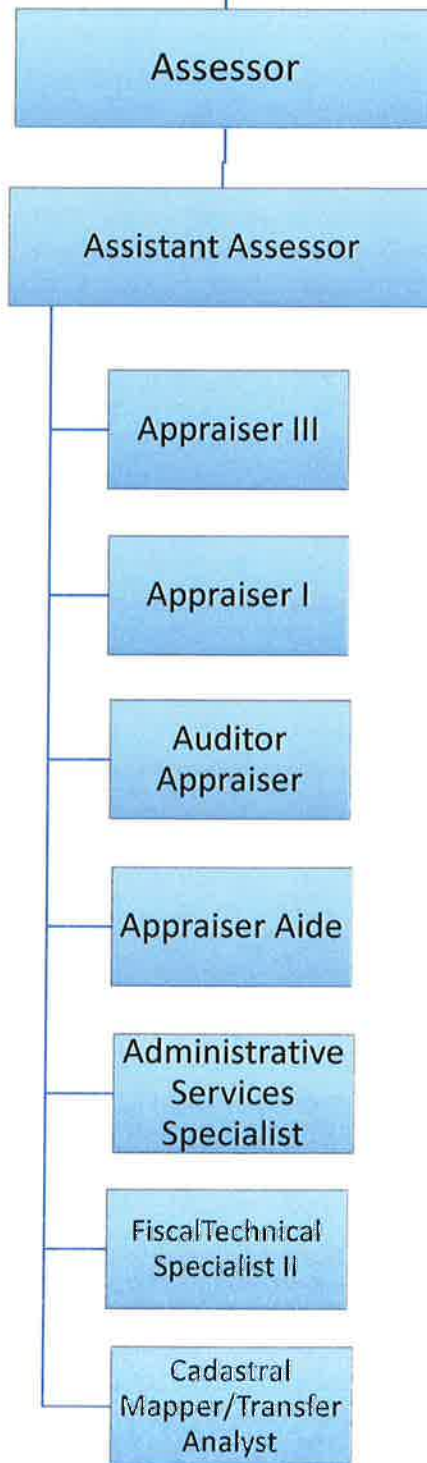 Assessor
Assistant Assessor
Appraiser III
Appraiser I
Auditor
Appraiser
Appraiser Aide
Administrative
Services
Specialist
FiscalTechnical
Specialist II
Cadastral
Mapper/Transfer
Analyst